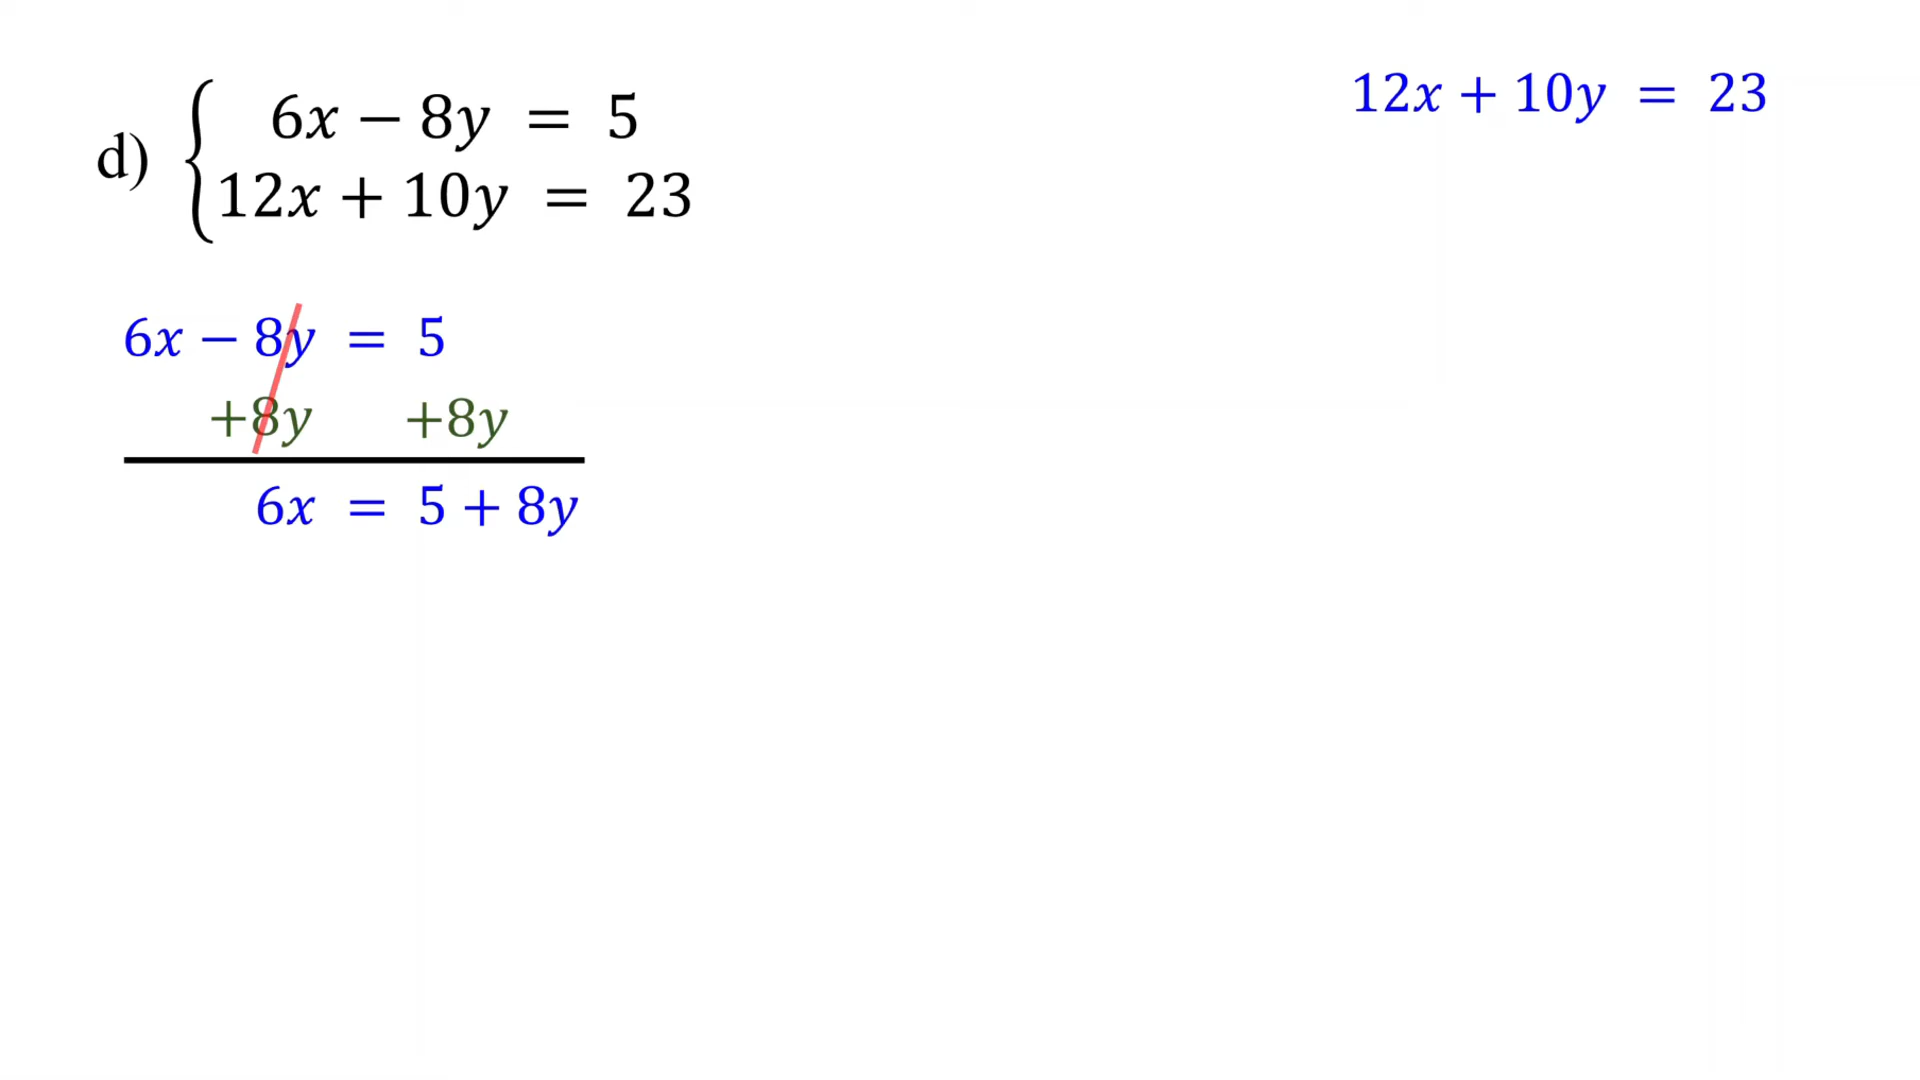 d) { 6x − 8y = 5
12x + 10y = 23
12x + 10y = 23
6x − 8y = 5
+8y +8y
6x = 5 + 8y